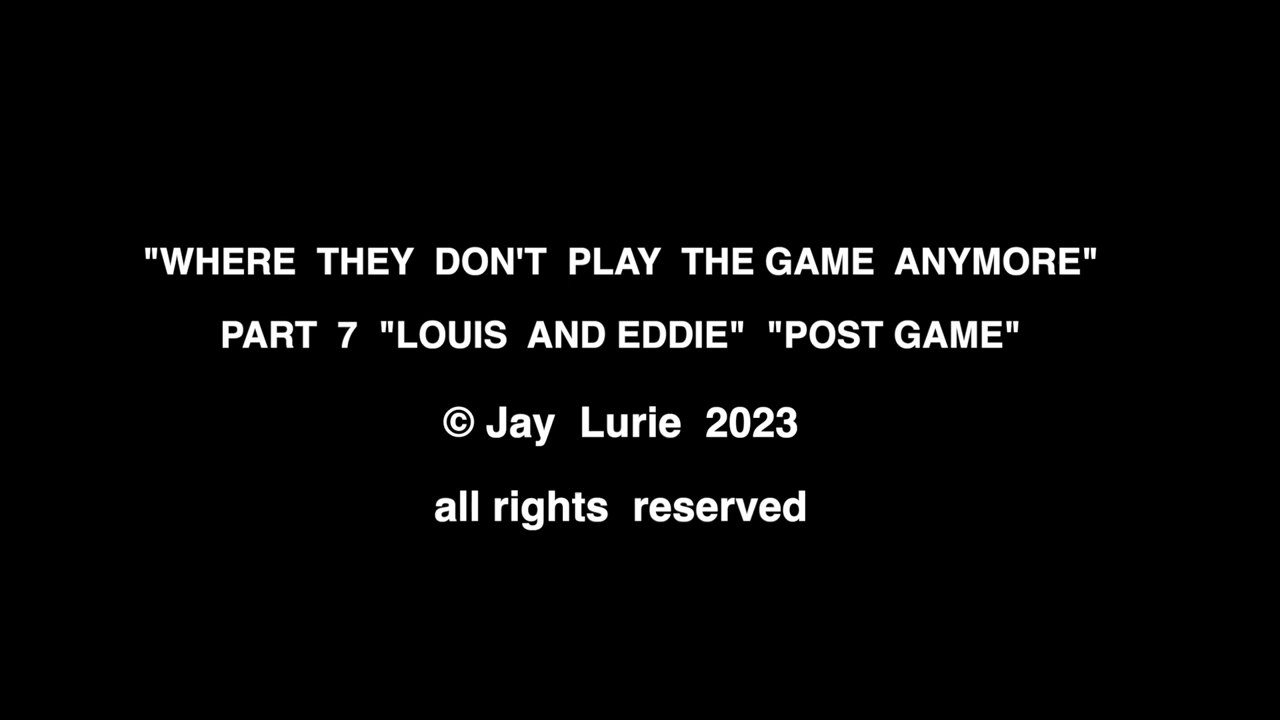 "WHERE THEY DON'T PLAY THE GAME ANYMORE"
PART 7 "LOUIS AND EDDIE" "POST GAME"
© Jay Lurie 2023
all rights reserved